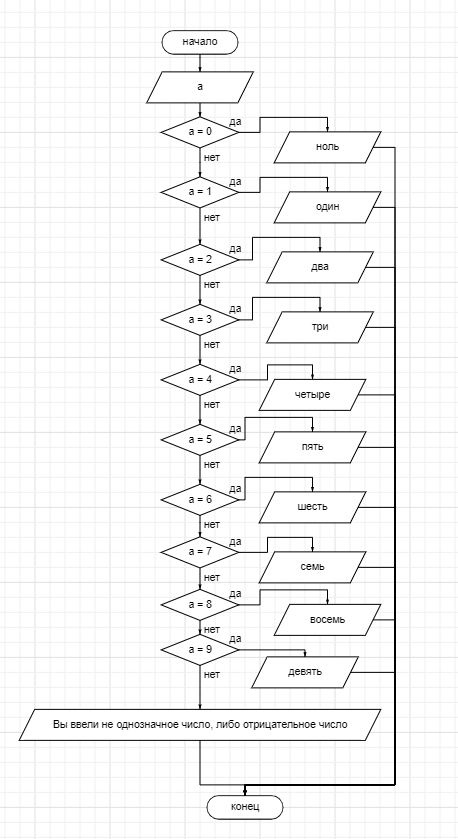 начало
a
a = 0
да
ноль
нет
a = 1
да
один
нет
a = 2
да
два
нет
a = 3
да
три
нет
a = 4
да
четыре
нет
a = 5
да
пять
нет
a = 6
да
шесть
нет
a = 7
да
семь
нет
a = 8
да
восемь
нет
a = 9
да
девять
нет
Вы ввели не однозначное число, либо отрицательное число
конец